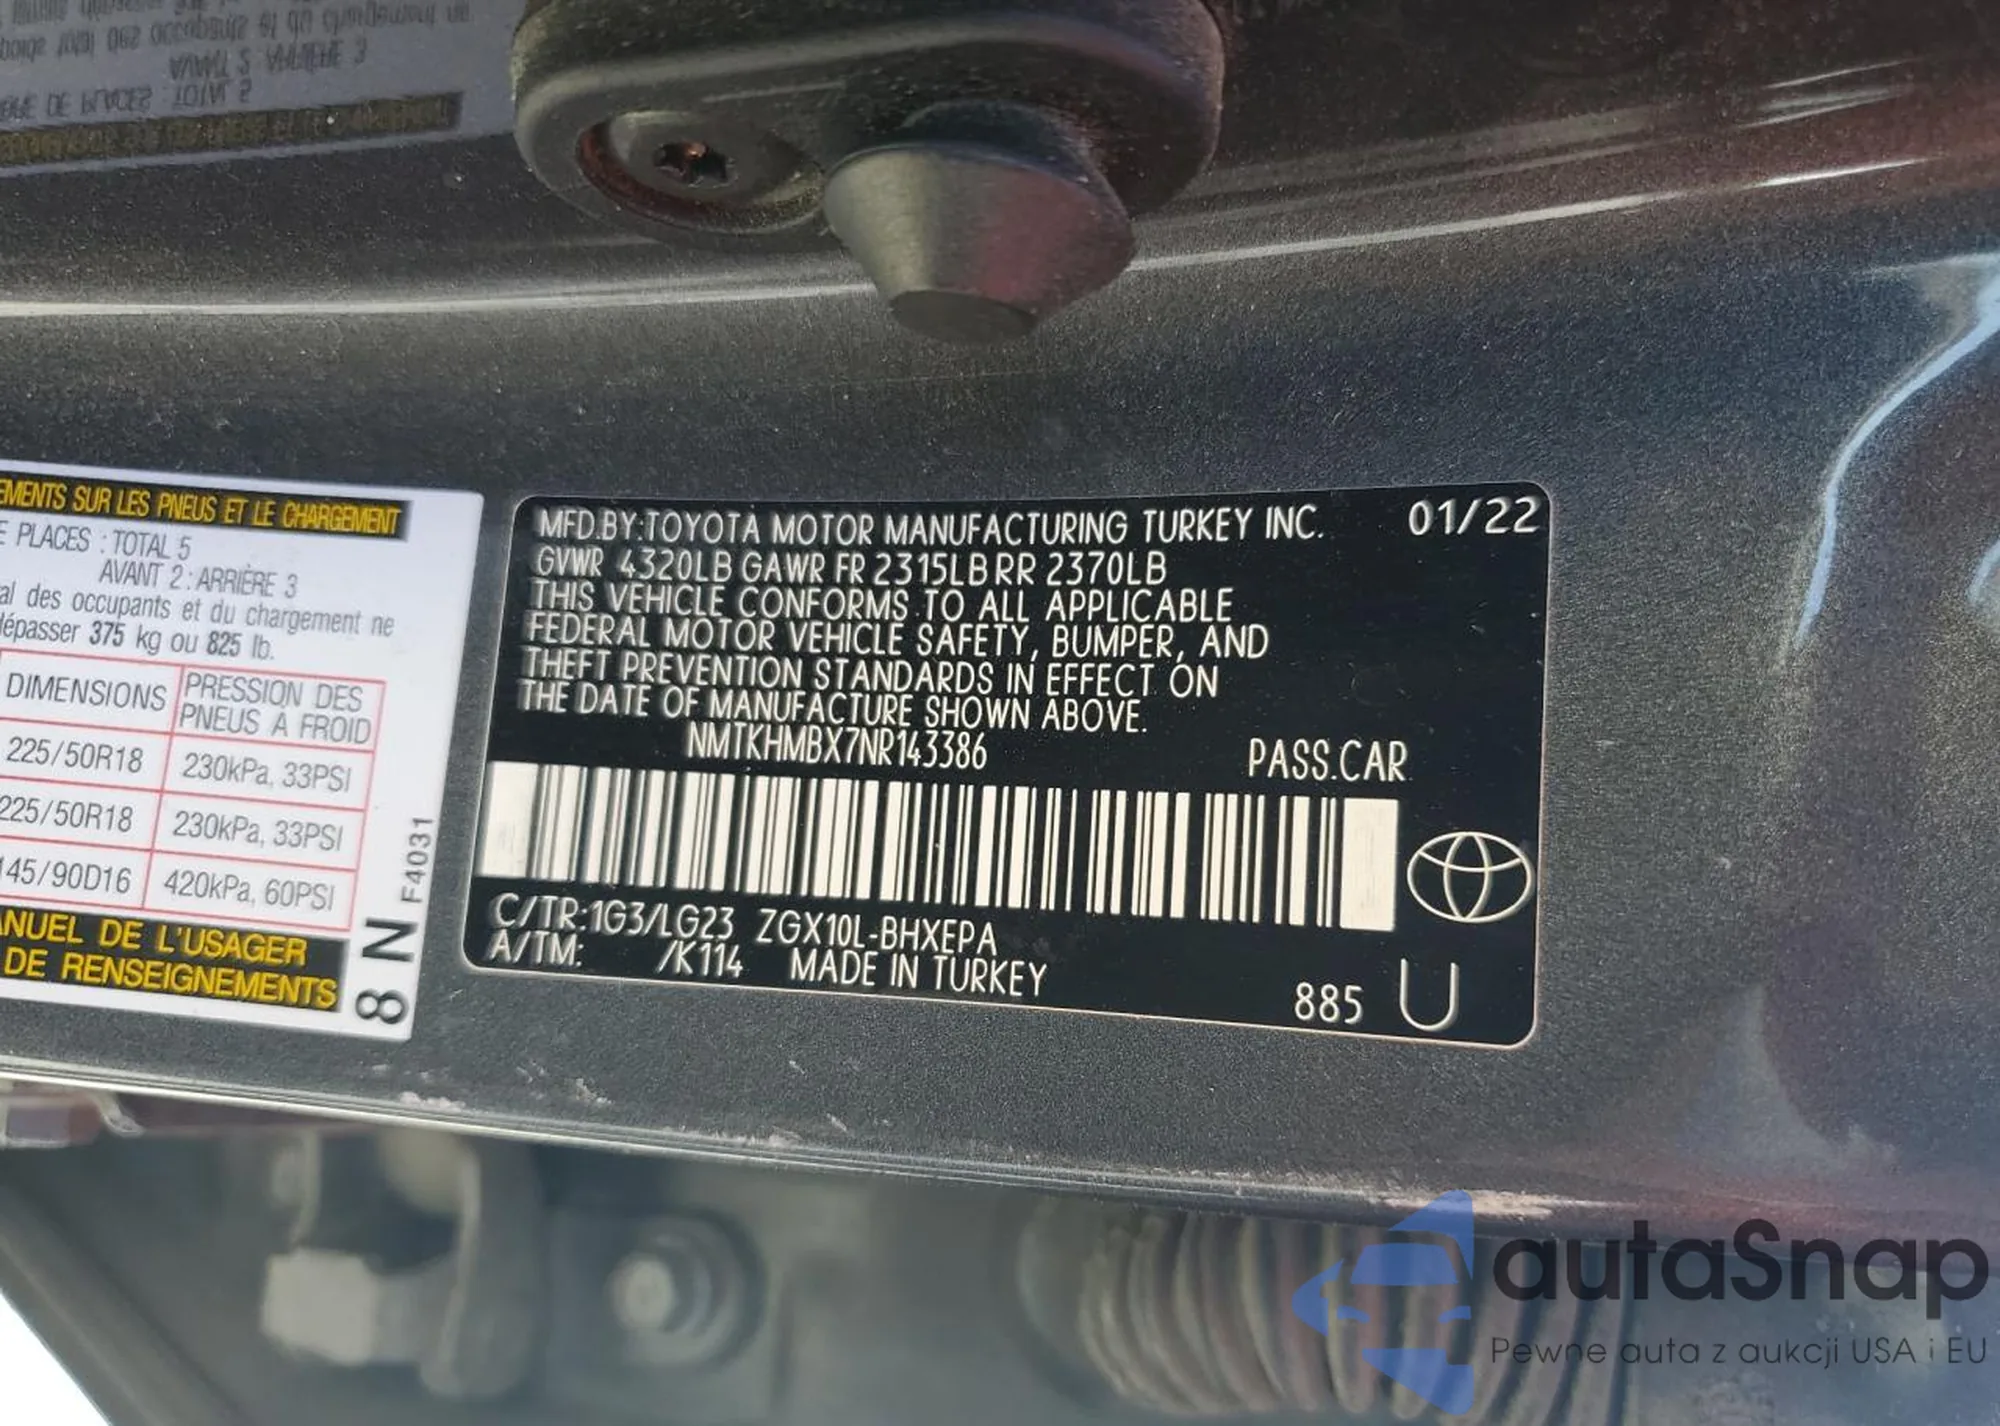 EMENTS SUR LES PNEUS ET LE CHARGEMENT
E PLACES : TOTAL 5
AVANT 2 : ARRIÈRE 3
al des occupants et du chargement ne
dépasser 375 kg ou 825 lb.
DIMENSIONS PRESSION DES PNEUS À FROID
225/50R18 230kPa, 33PSI
225/50R18 230kPa, 33PSI
145/90D16 420kPa, 60PSI
ANUEL DE L'USAGER
DE RENSEIGNEMENTS
8 N F4031
MFD.BY:TOYOTA MOTOR MANUFACTURING TURKEY INC. 01/22
GVWR 4320LB GAWR FR 2315LB RR 2370LB
THIS VEHICLE CONFORMS TO ALL APPLICABLE
FEDERAL MOTOR VEHICLE SAFETY, BUMPER, AND
THEFT PREVENTION STANDARDS IN EFFECT ON
THE DATE OF MANUFACTURE SHOWN ABOVE.
NMTKHMBX7NR143386 PASS.CAR
C/TR:1G3/LG23 ZGX10L-BHXEPA
A/TM: /K114 MADE IN TURKEY
885 U
autaSnap
Pewne auta z aukcji USA i EU